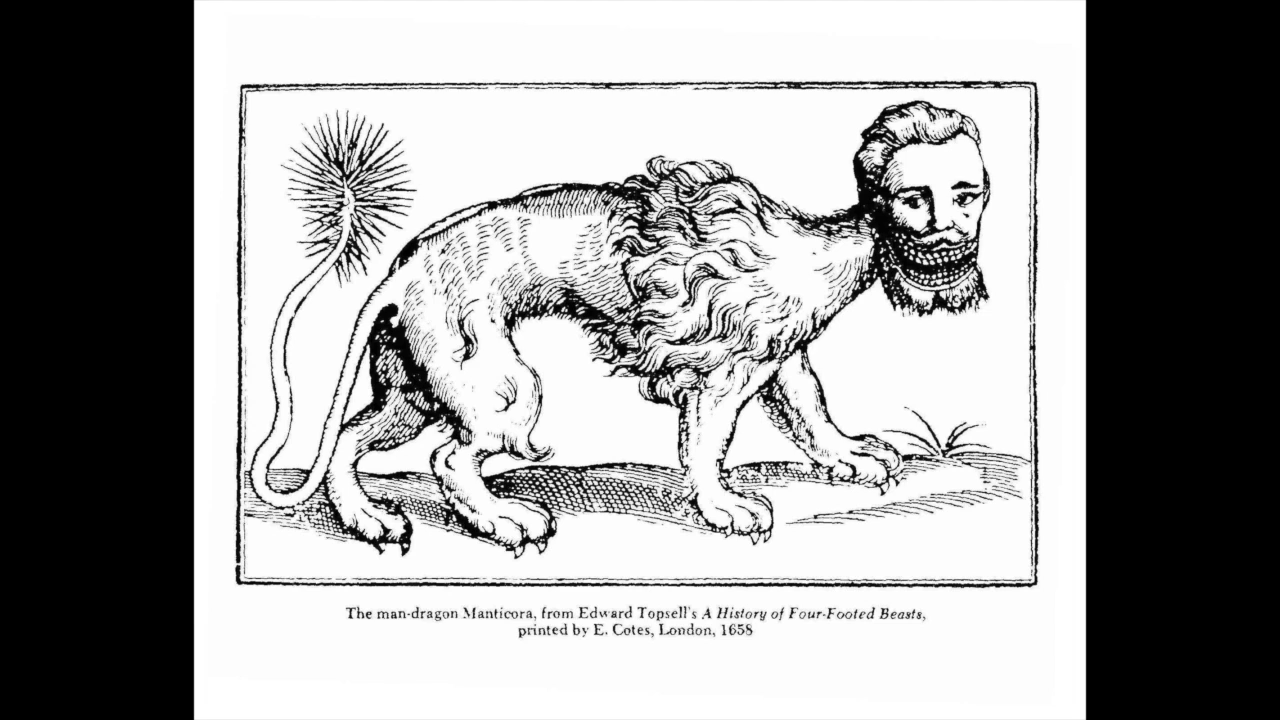 The man-dragon Manticora, from Edward Topsell's A History of Four-Footed Beasts,
printed by E. Cotes, London, 1658